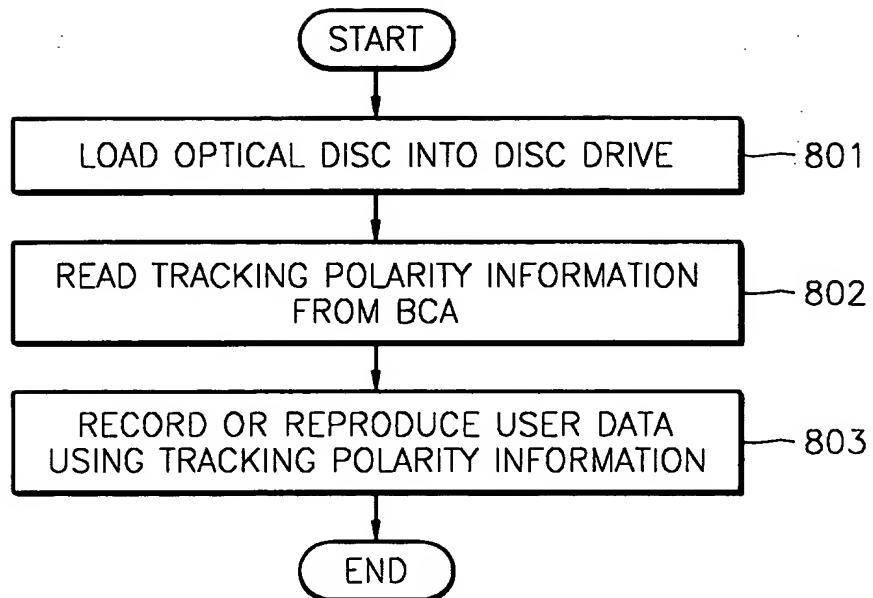 START
LOAD OPTICAL DISC INTO DISC DRIVE
801
READ TRACKING POLARITY INFORMATION
FROM BCA
802
RECORD OR REPRODUCE USER DATA
USING TRACKING POLARITY INFORMATION
803
END